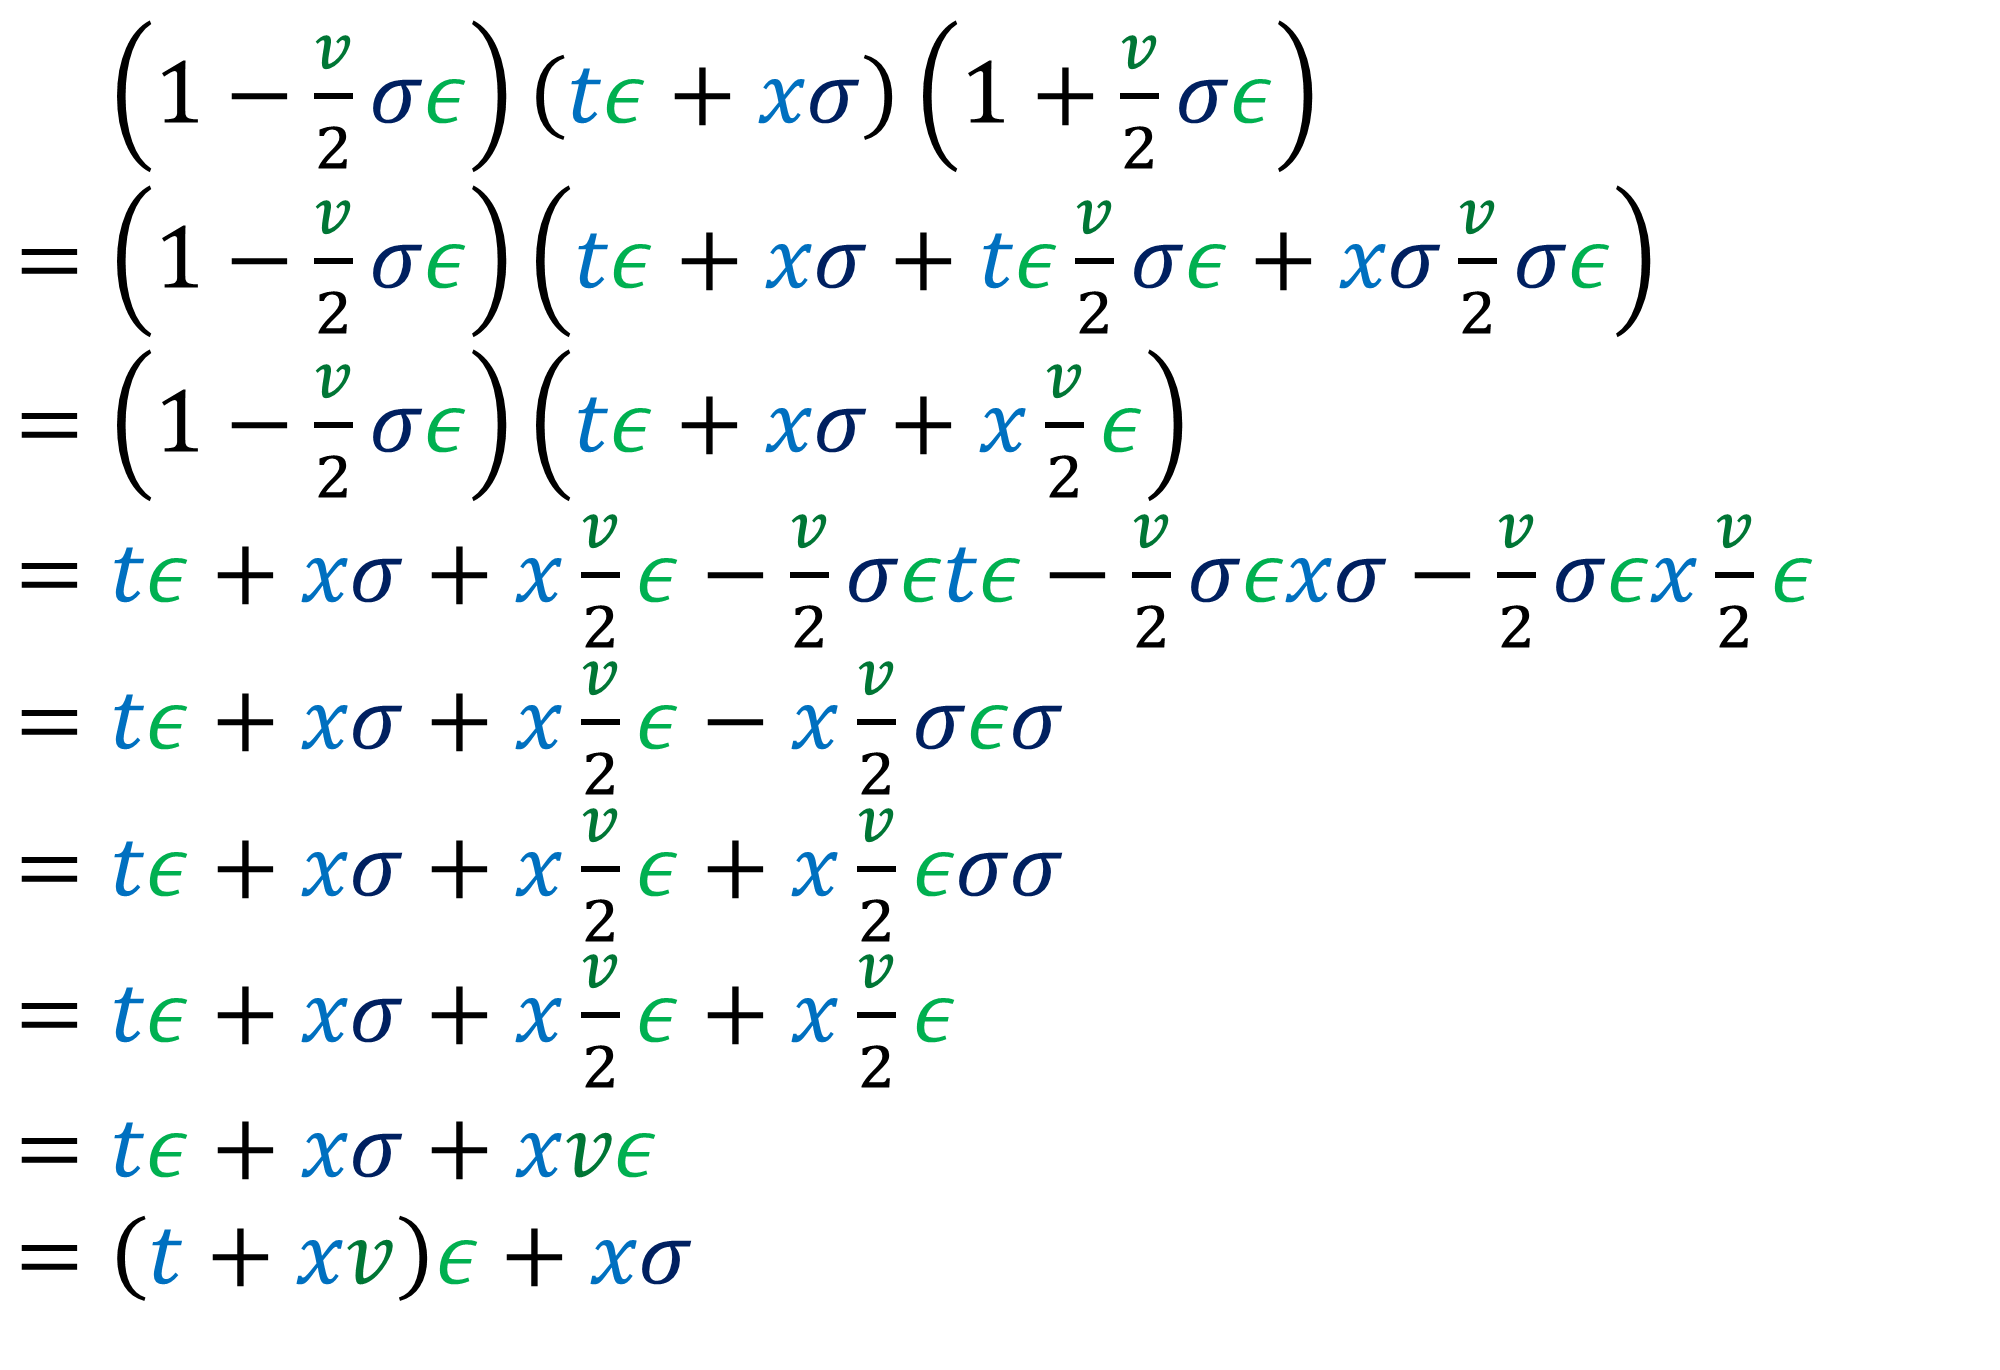 (1 − v/2 σϵ) (tϵ + xσ) (1 + v/2 σϵ)
= (1 − v/2 σϵ) (tϵ + xσ + tϵ v/2 σϵ + xσ v/2 σϵ)
= (1 − v/2 σϵ) (tϵ + xσ + x v/2 ϵ)
= tϵ + xσ + x v/2 ϵ − v/2 σϵtϵ − v/2 σϵxσ − v/2 σϵx v/2 ϵ
= tϵ + xσ + x v/2 ϵ − x v/2 σϵσ
= tϵ + xσ + x v/2 ϵ + x v/2 ϵσσ
= tϵ + xσ + x v/2 ϵ + x v/2 ϵ
= tϵ + xσ + xvϵ
= (t + xv)ϵ + xσ